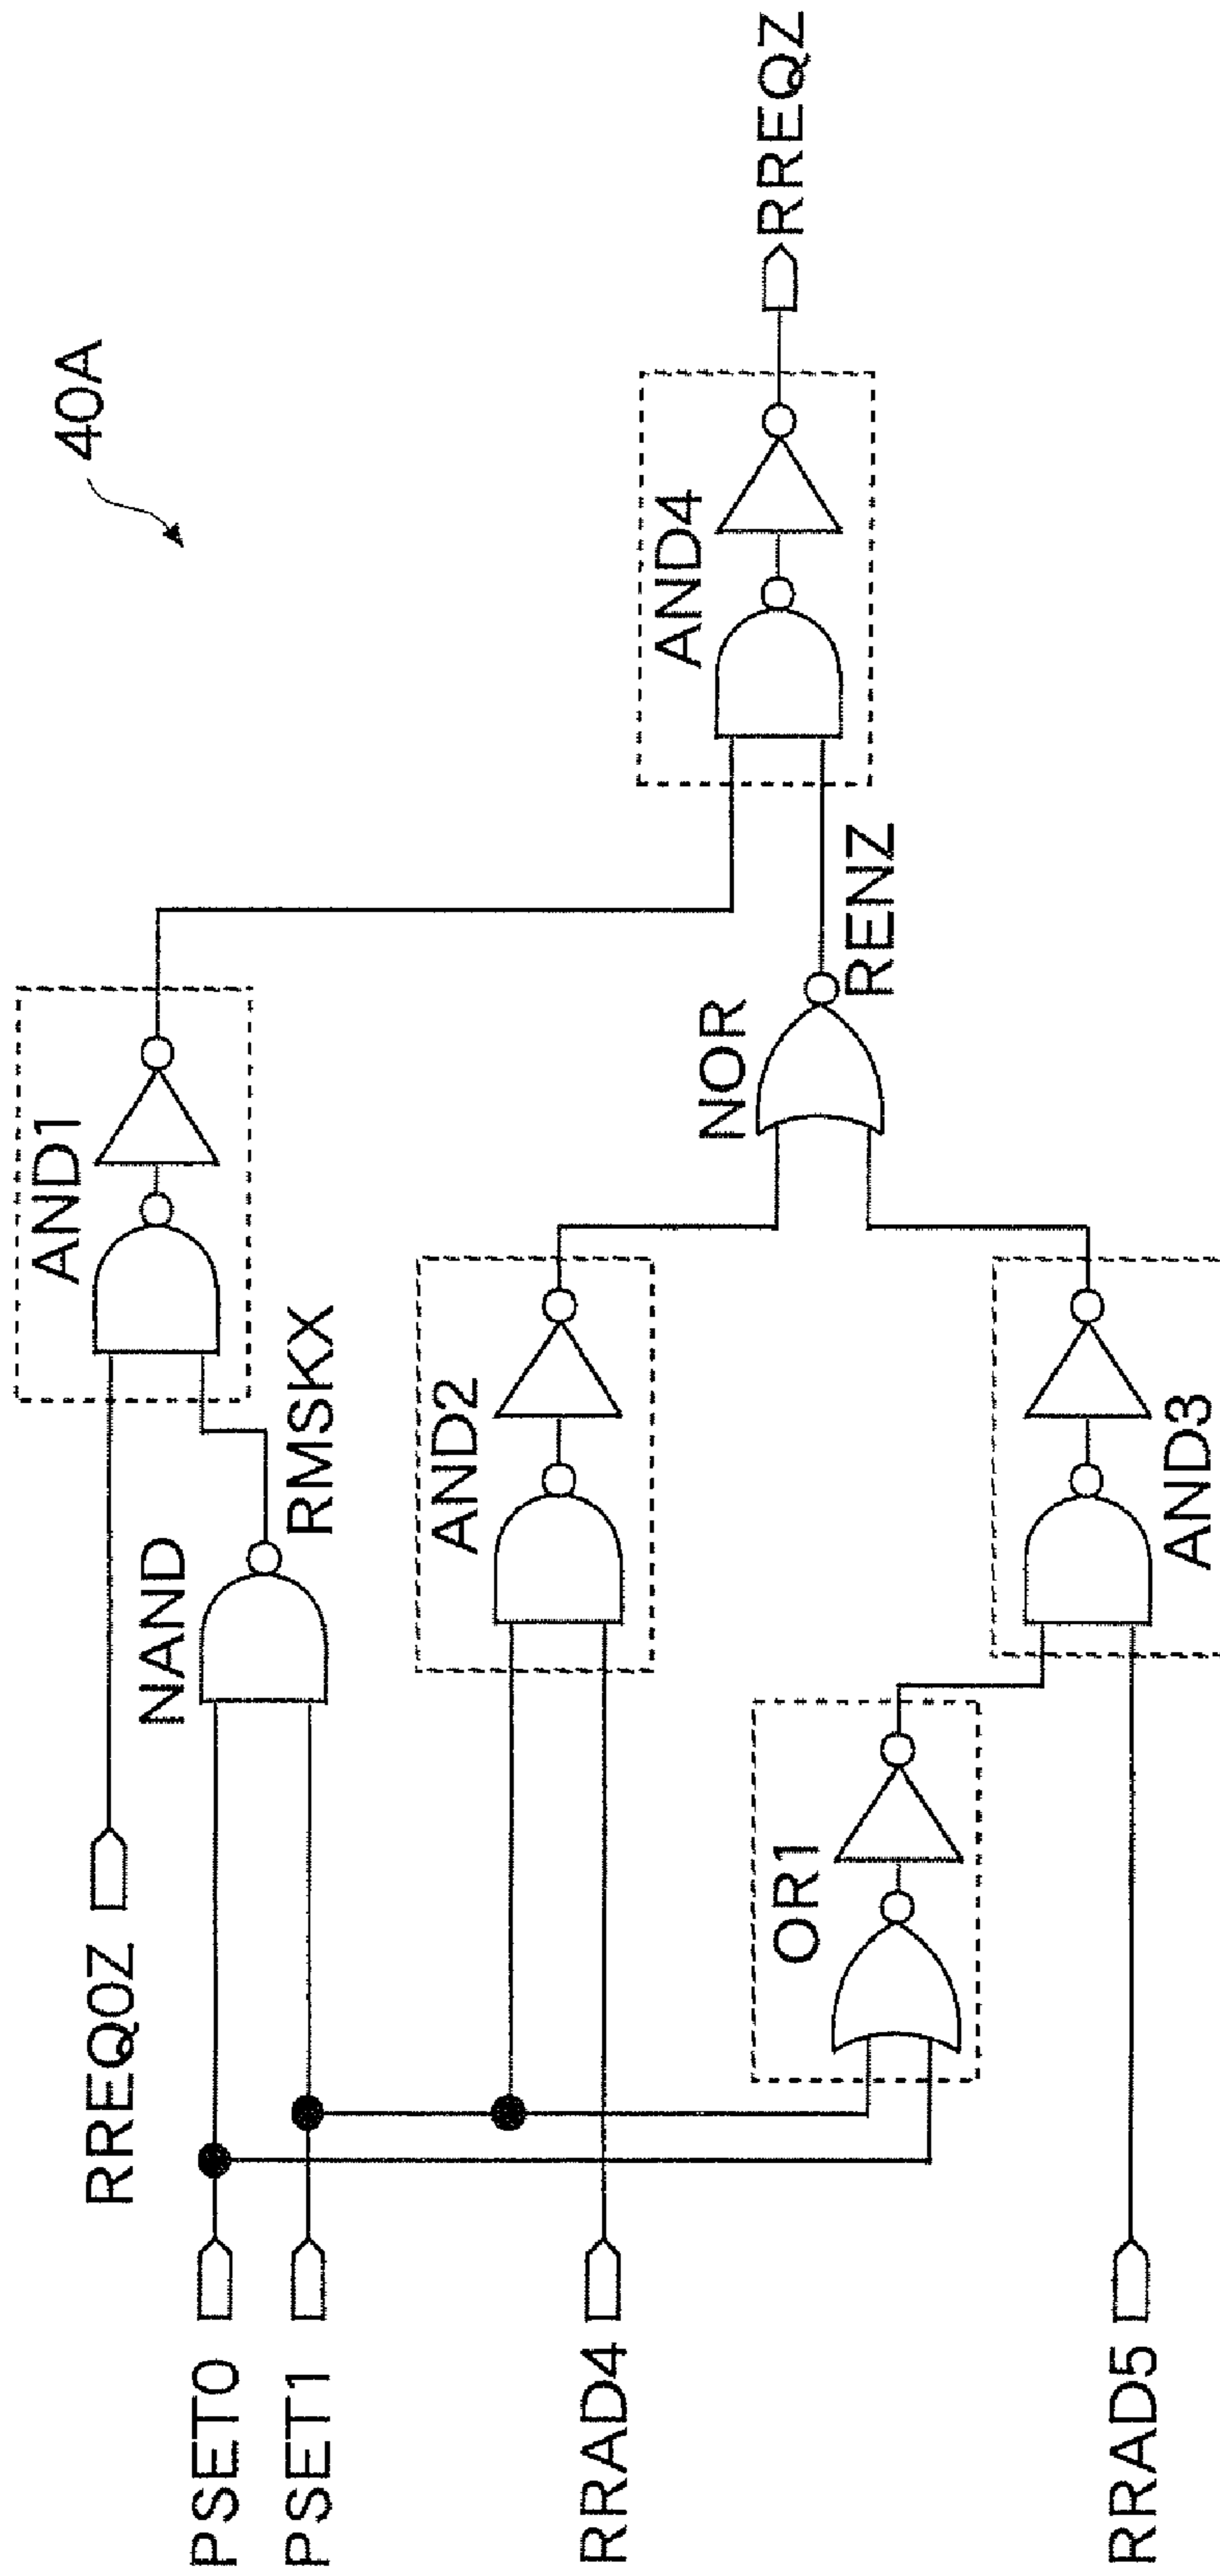 40A
RREQ0Z
AND1
NAND
RMSKX
PSET0
PSET1
AND2
RRAD4
OR1
AND3
RRAD5
NOR
RENZ
AND4
RREQZ